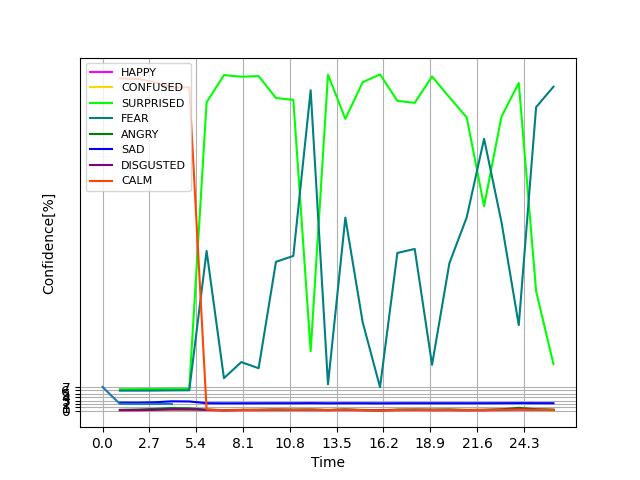 HAPPY
CONFUSED
SURPRISED
FEAR
ANGRY
SAD
DISGUSTED
CALM
Confidence[%]
0.0 2.7 5.4 8.1 10.8 13.5 16.2 18.9 21.6 24.3
Time